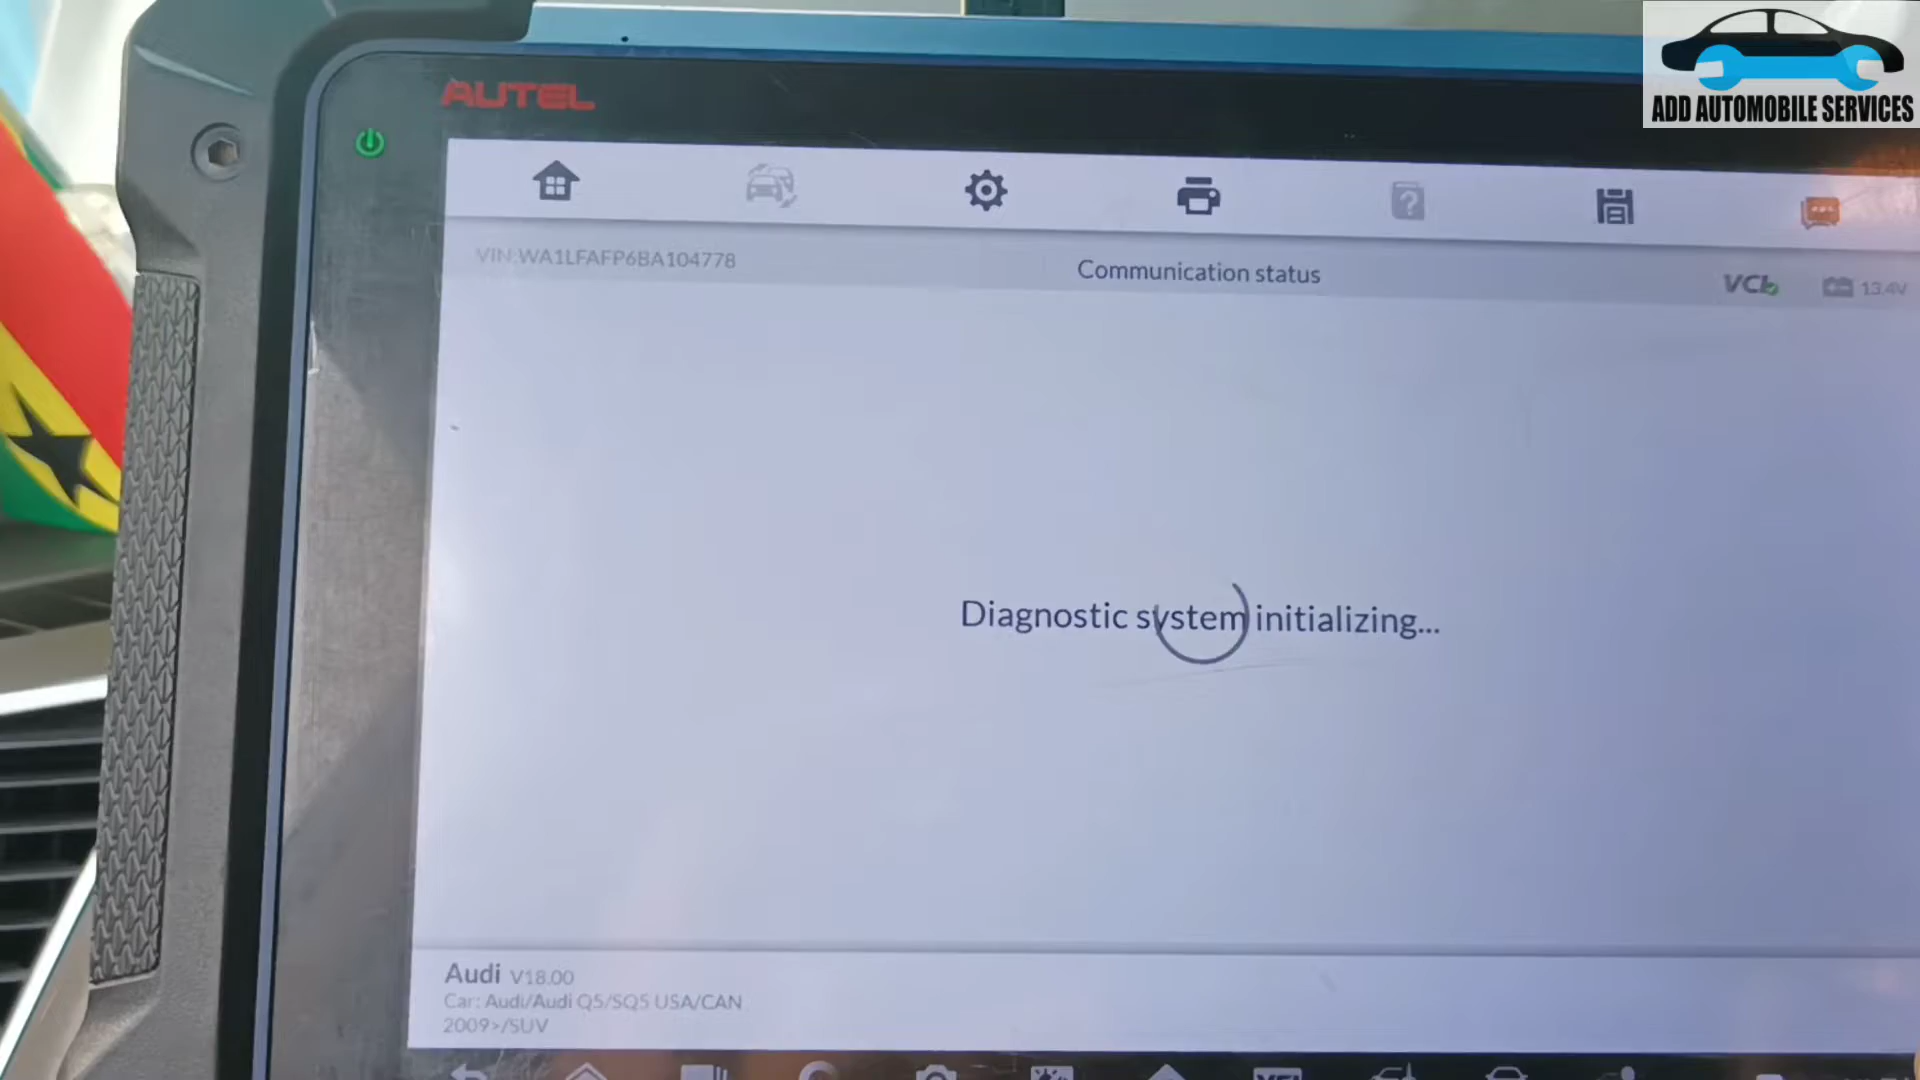 ADD AUTOMOBILE SERVICES
AUTEL
VIN:WA1LFAFP6BA104778
Communication status
VCI
13.4V
Diagnostic system initializing...
Audi V18.00
Car: Audi/Audi Q5/SQ5 USA/CAN
2009>/SUV